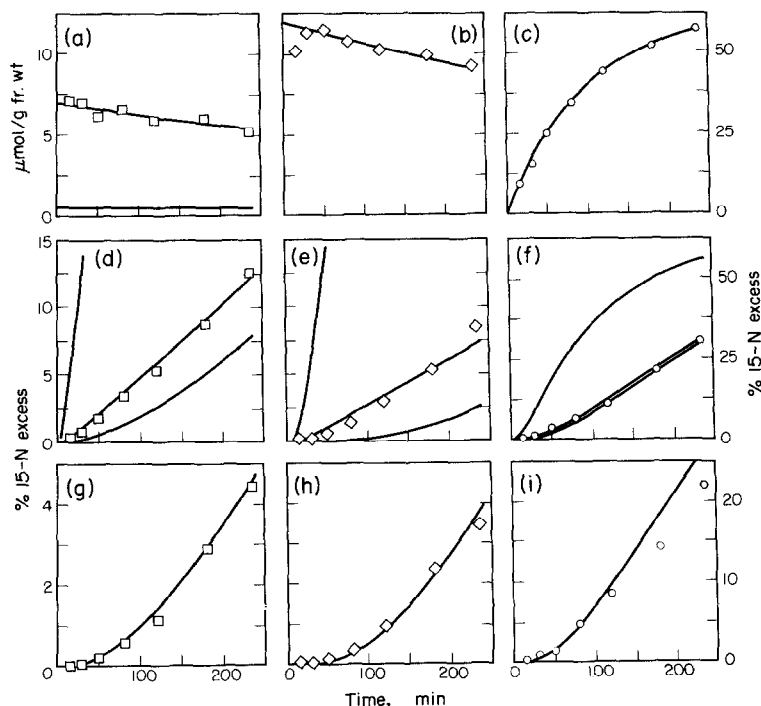 (a) (b) (c)
μmol/g fr. wt
10
5
0
50
25
0
(d) (e) (f)
15
10
5
0
50
25
0
% 15-N excess
% 15-N excess
(g) (h) (i)
4
2
0
20
10
0
0 100 200 0 100 200 0 100 200
Time, min